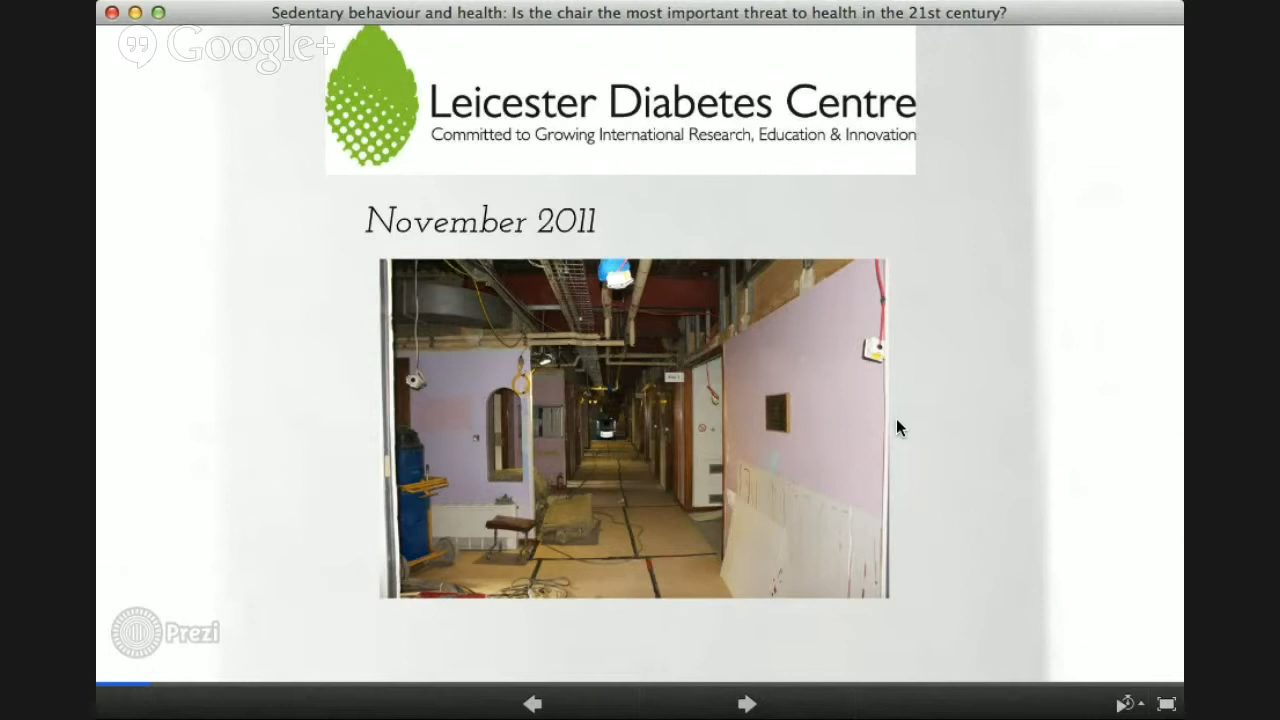 Sedentary behaviour and health: Is the chair the most important threat to health in the 21st century?
Google+
Leicester Diabetes Centre
Committed to Growing International Research, Education & Innovation
November 2011
Prezi